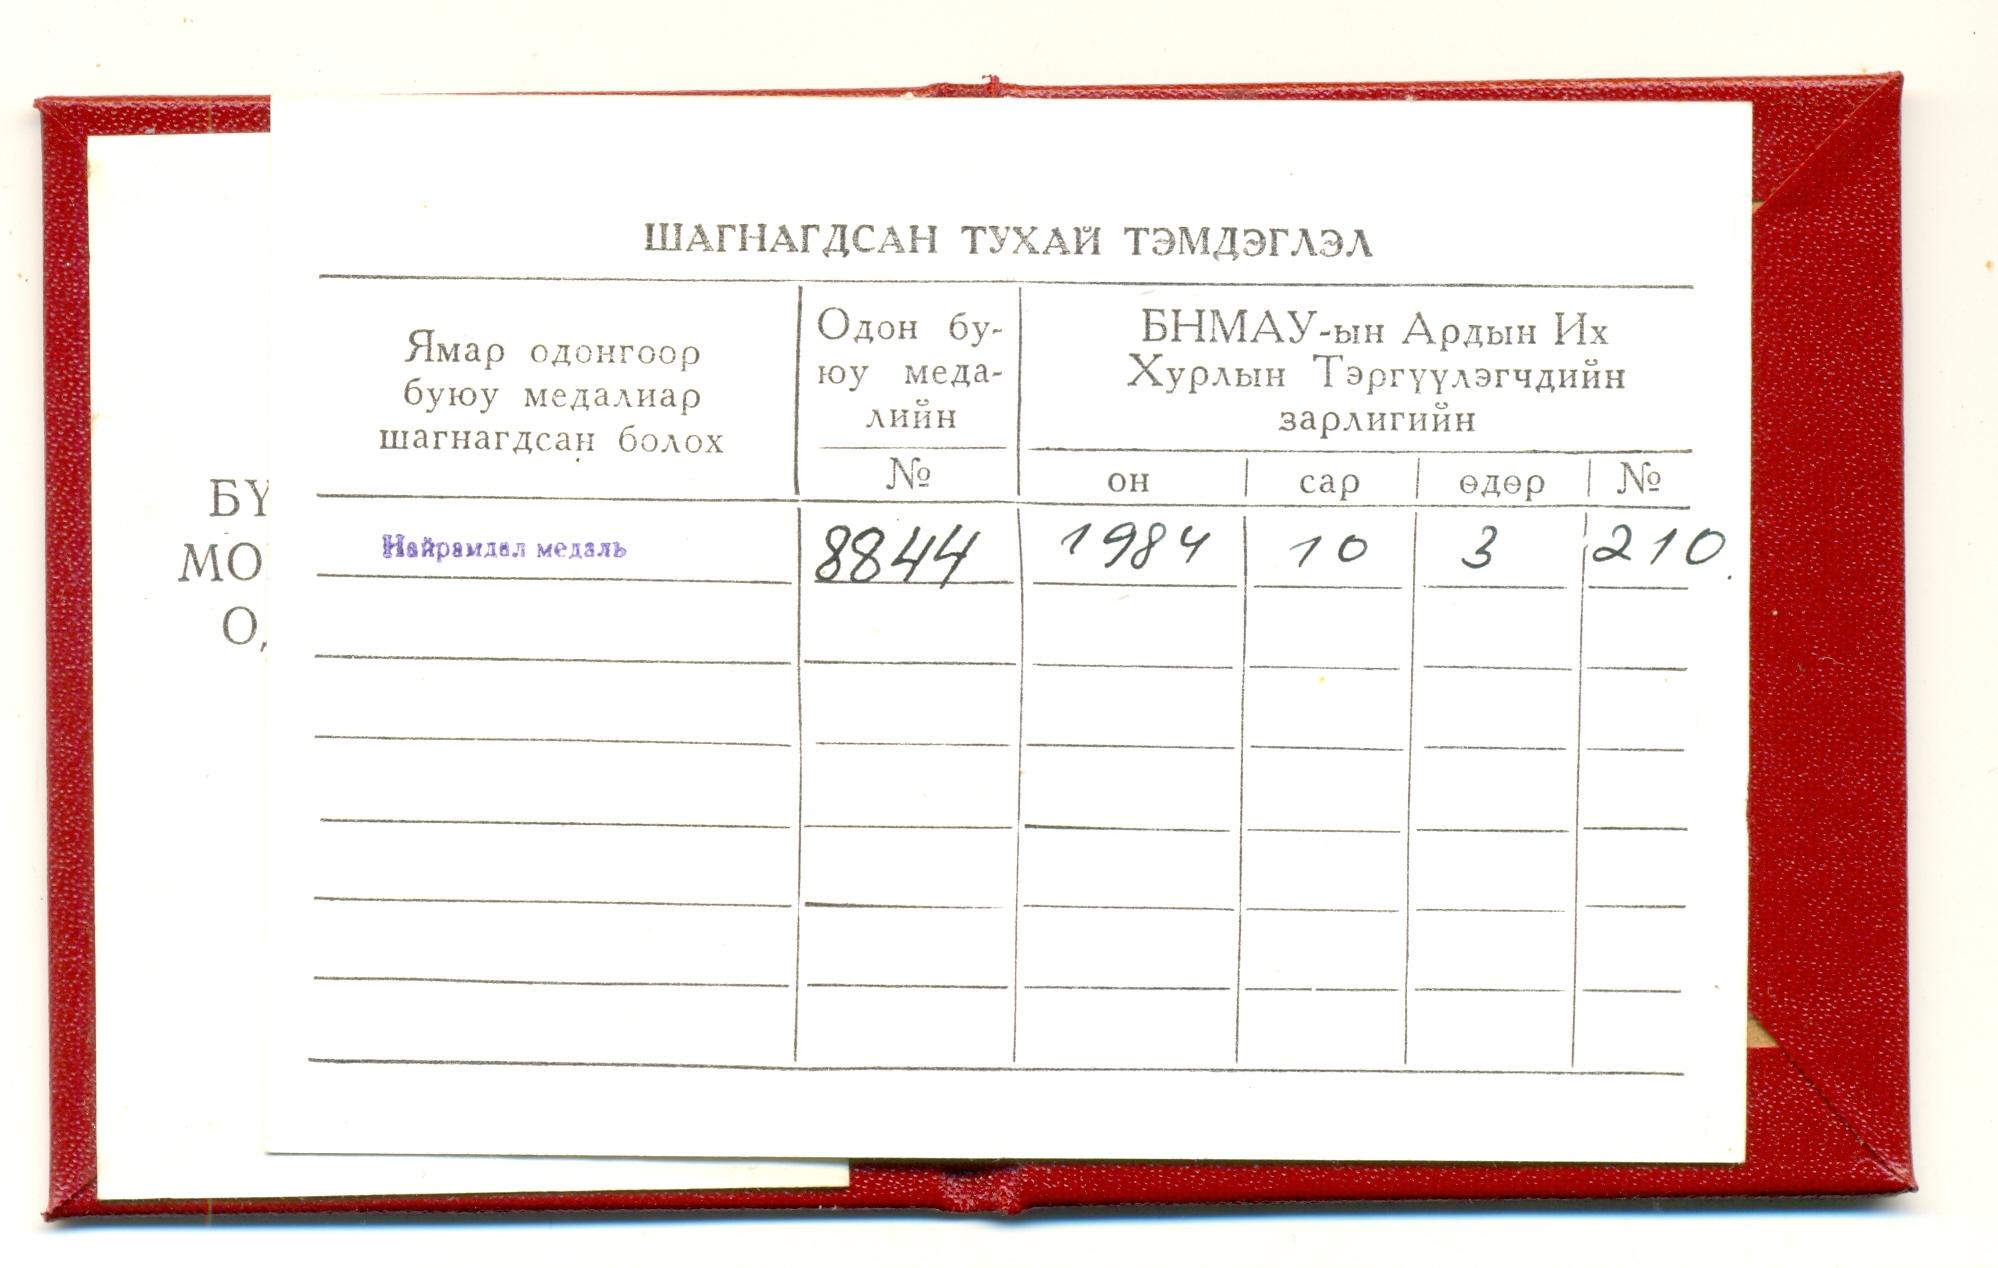 ШАГНАГДСАН ТУХАЙ ТЭМДЭГЛЭЛ
Ямар одонгоор
буюу медалиар
шагнагдсан болох
Одон бу-
юу меда-
лийн
№
БНМАУ-ын Ардын Их
Хурлын Тэргүүлэгчдийн
зарлигийн
он сар өдөр №
Найрамдал медаль 8844 1984 10 3 210.
БҮ
МО
О